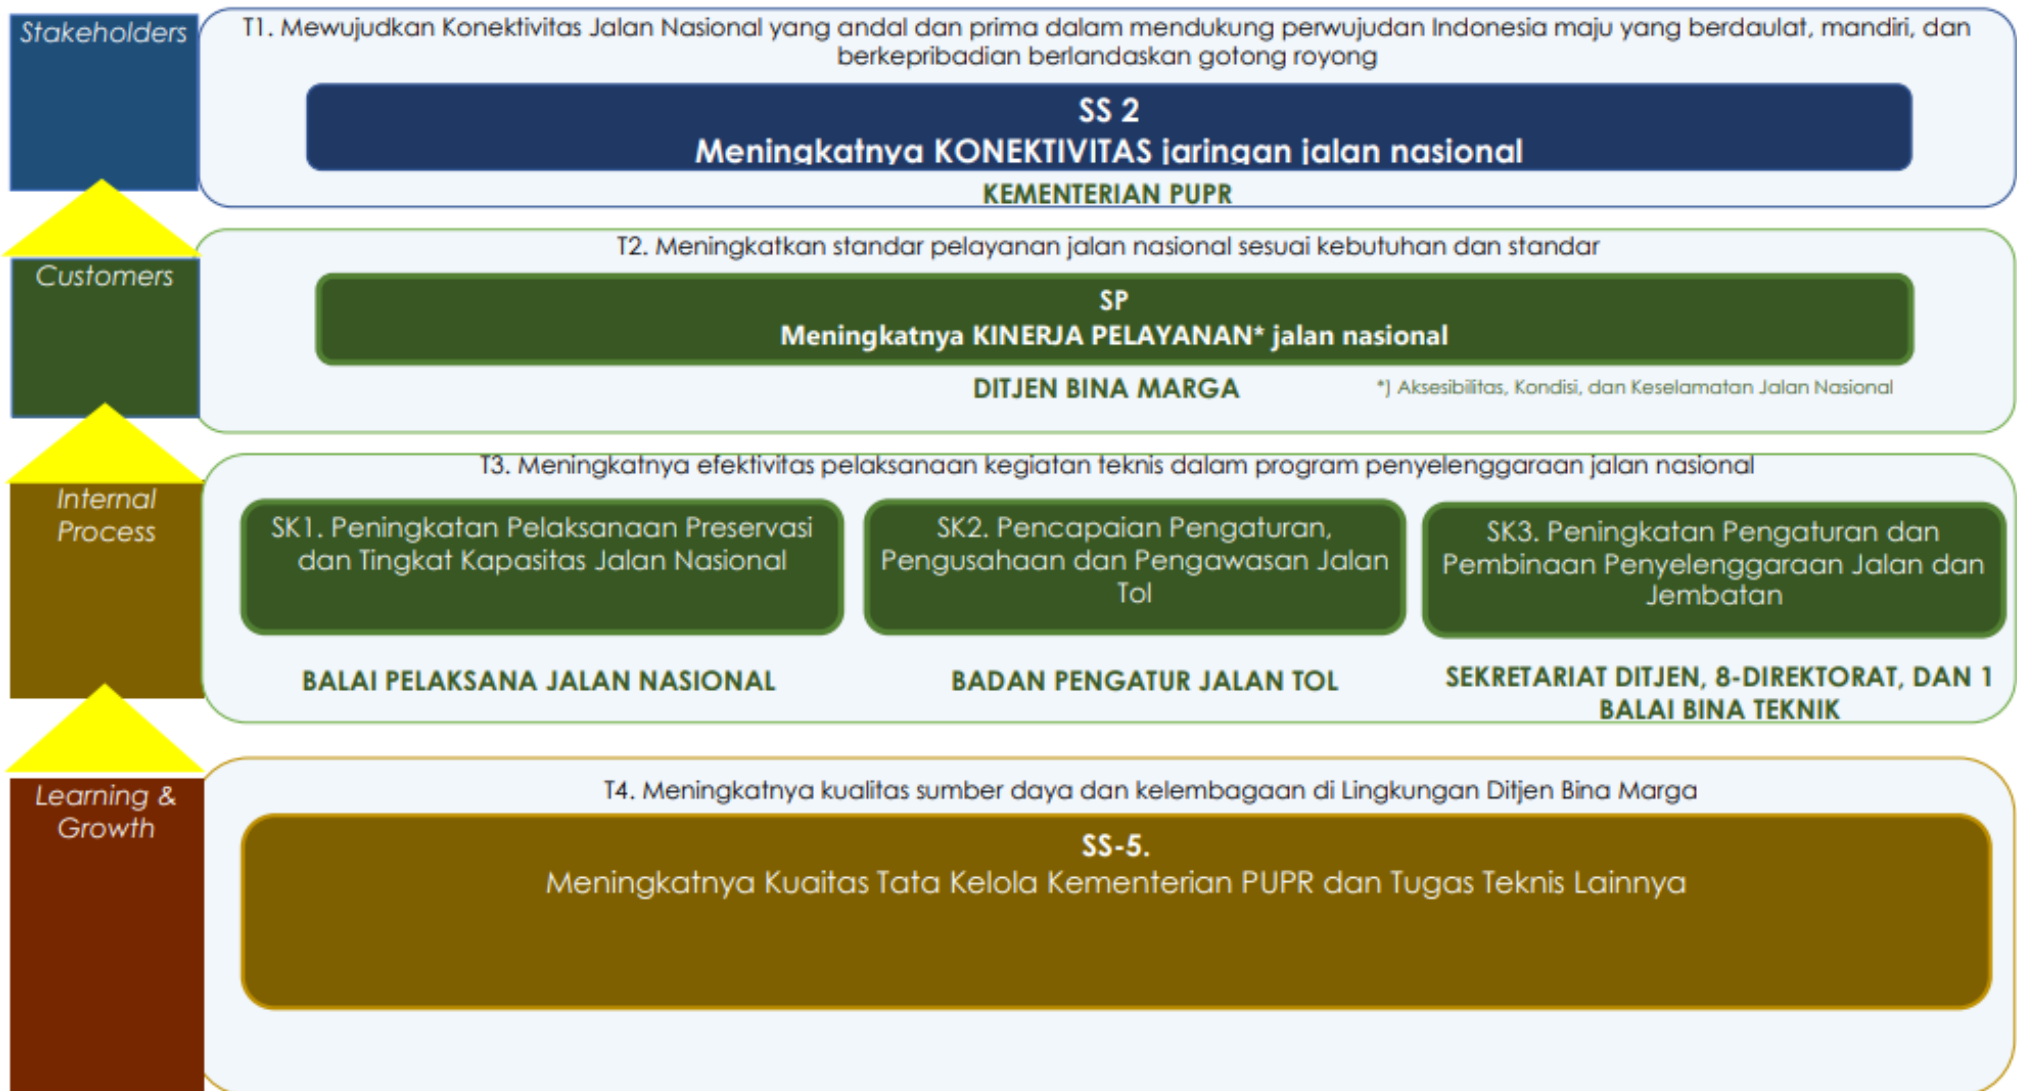 Stakeholders
T1. Mewujudkan Konektivitas Jalan Nasional yang andal dan prima dalam mendukung perwujudan Indonesia maju yang berdaulat, mandiri, dan
berkepribadian berlandaskan gotong royong
SS 2
Meningkatnya KONEKTIVITAS jaringan jalan nasional
KEMENTERIAN PUPR
Customers
T2. Meningkatkan standar pelayanan jalan nasional sesuai kebutuhan dan standar
SP
Meningkatnya KINERJA PELAYANAN* jalan nasional
DITJEN BINA MARGA
*) Aksesibilitas, Kondisi, dan Keselamatan Jalan Nasional
Internal
Process
T3. Meningkatnya efektivitas pelaksanaan kegiatan teknis dalam program penyelenggaraan jalan nasional
SK1. Peningkatan Pelaksanaan Preservasi
dan Tingkat Kapasitas Jalan Nasional
BALAI PELAKSANA JALAN NASIONAL
SK2. Pencapaian Pengaturan,
Pengusahaan dan Pengawasan Jalan
Tol
BADAN PENGATUR JALAN TOL
SK3. Peningkatan Pengaturan dan
Pembinaan Penyelenggaraan Jalan dan
Jembatan
SEKRETARIAT DITJEN, 8-DIREKTORAT, DAN 1
BALAI BINA TEKNIK
Learning &
Growth
T4. Meningkatnya kualitas sumber daya dan kelembagaan di Lingkungan Ditjen Bina Marga
SS-5.
Meningkatnya Kuaitas Tata Kelola Kementerian PUPR dan Tugas Teknis Lainnya